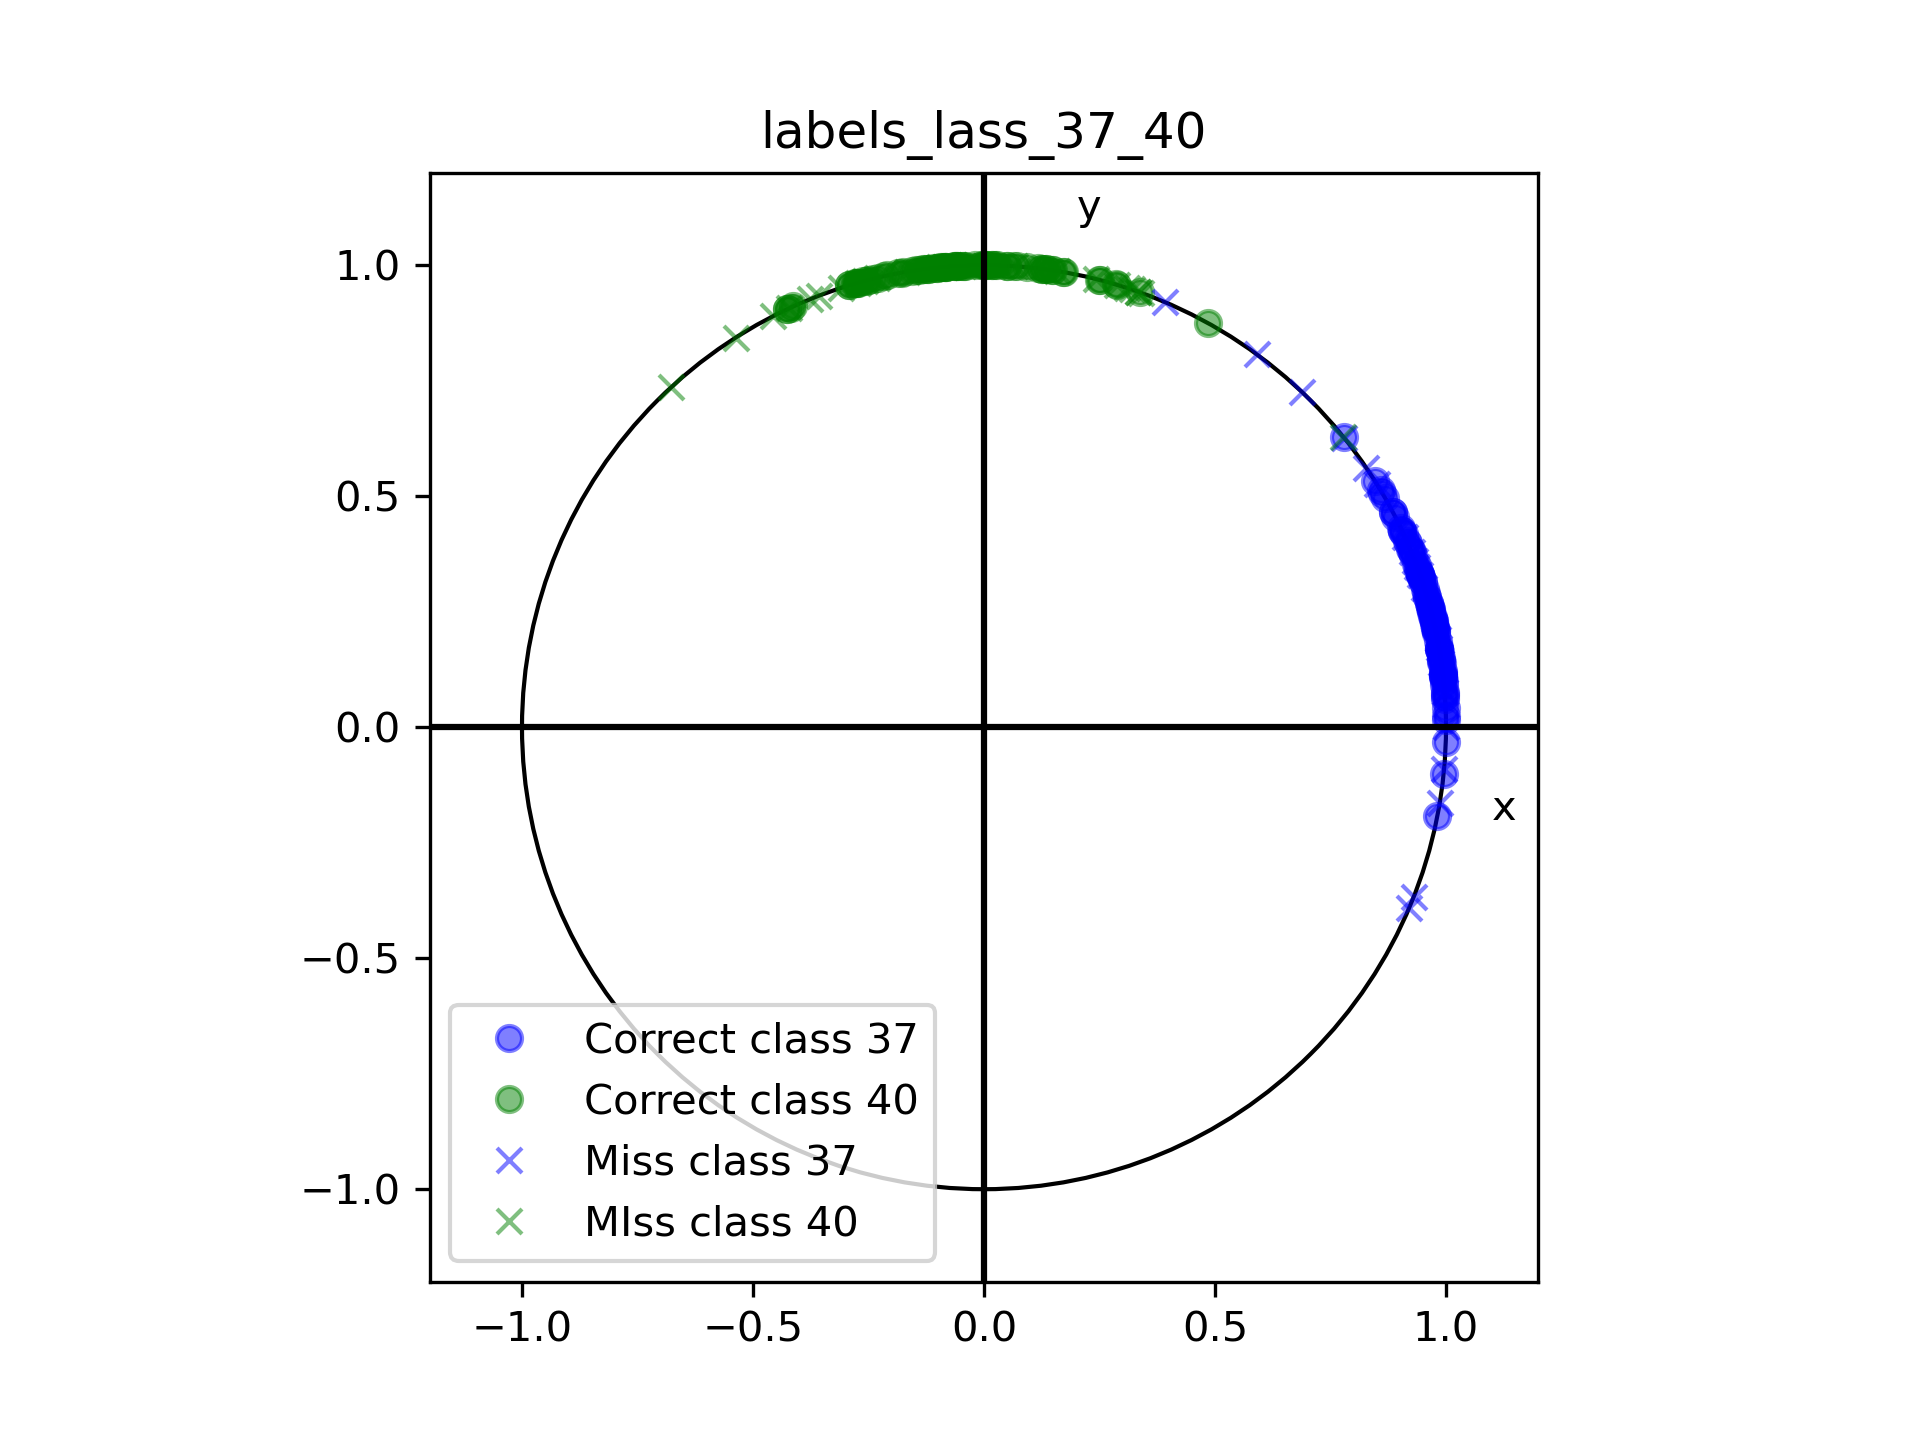 labels_lass_37_40
y
1.0
0.5
0.0
−0.5
−1.0
x
Correct class 37
Correct class 40
Miss class 37
MIss class 40
−1.0 −0.5 0.0 0.5 1.0